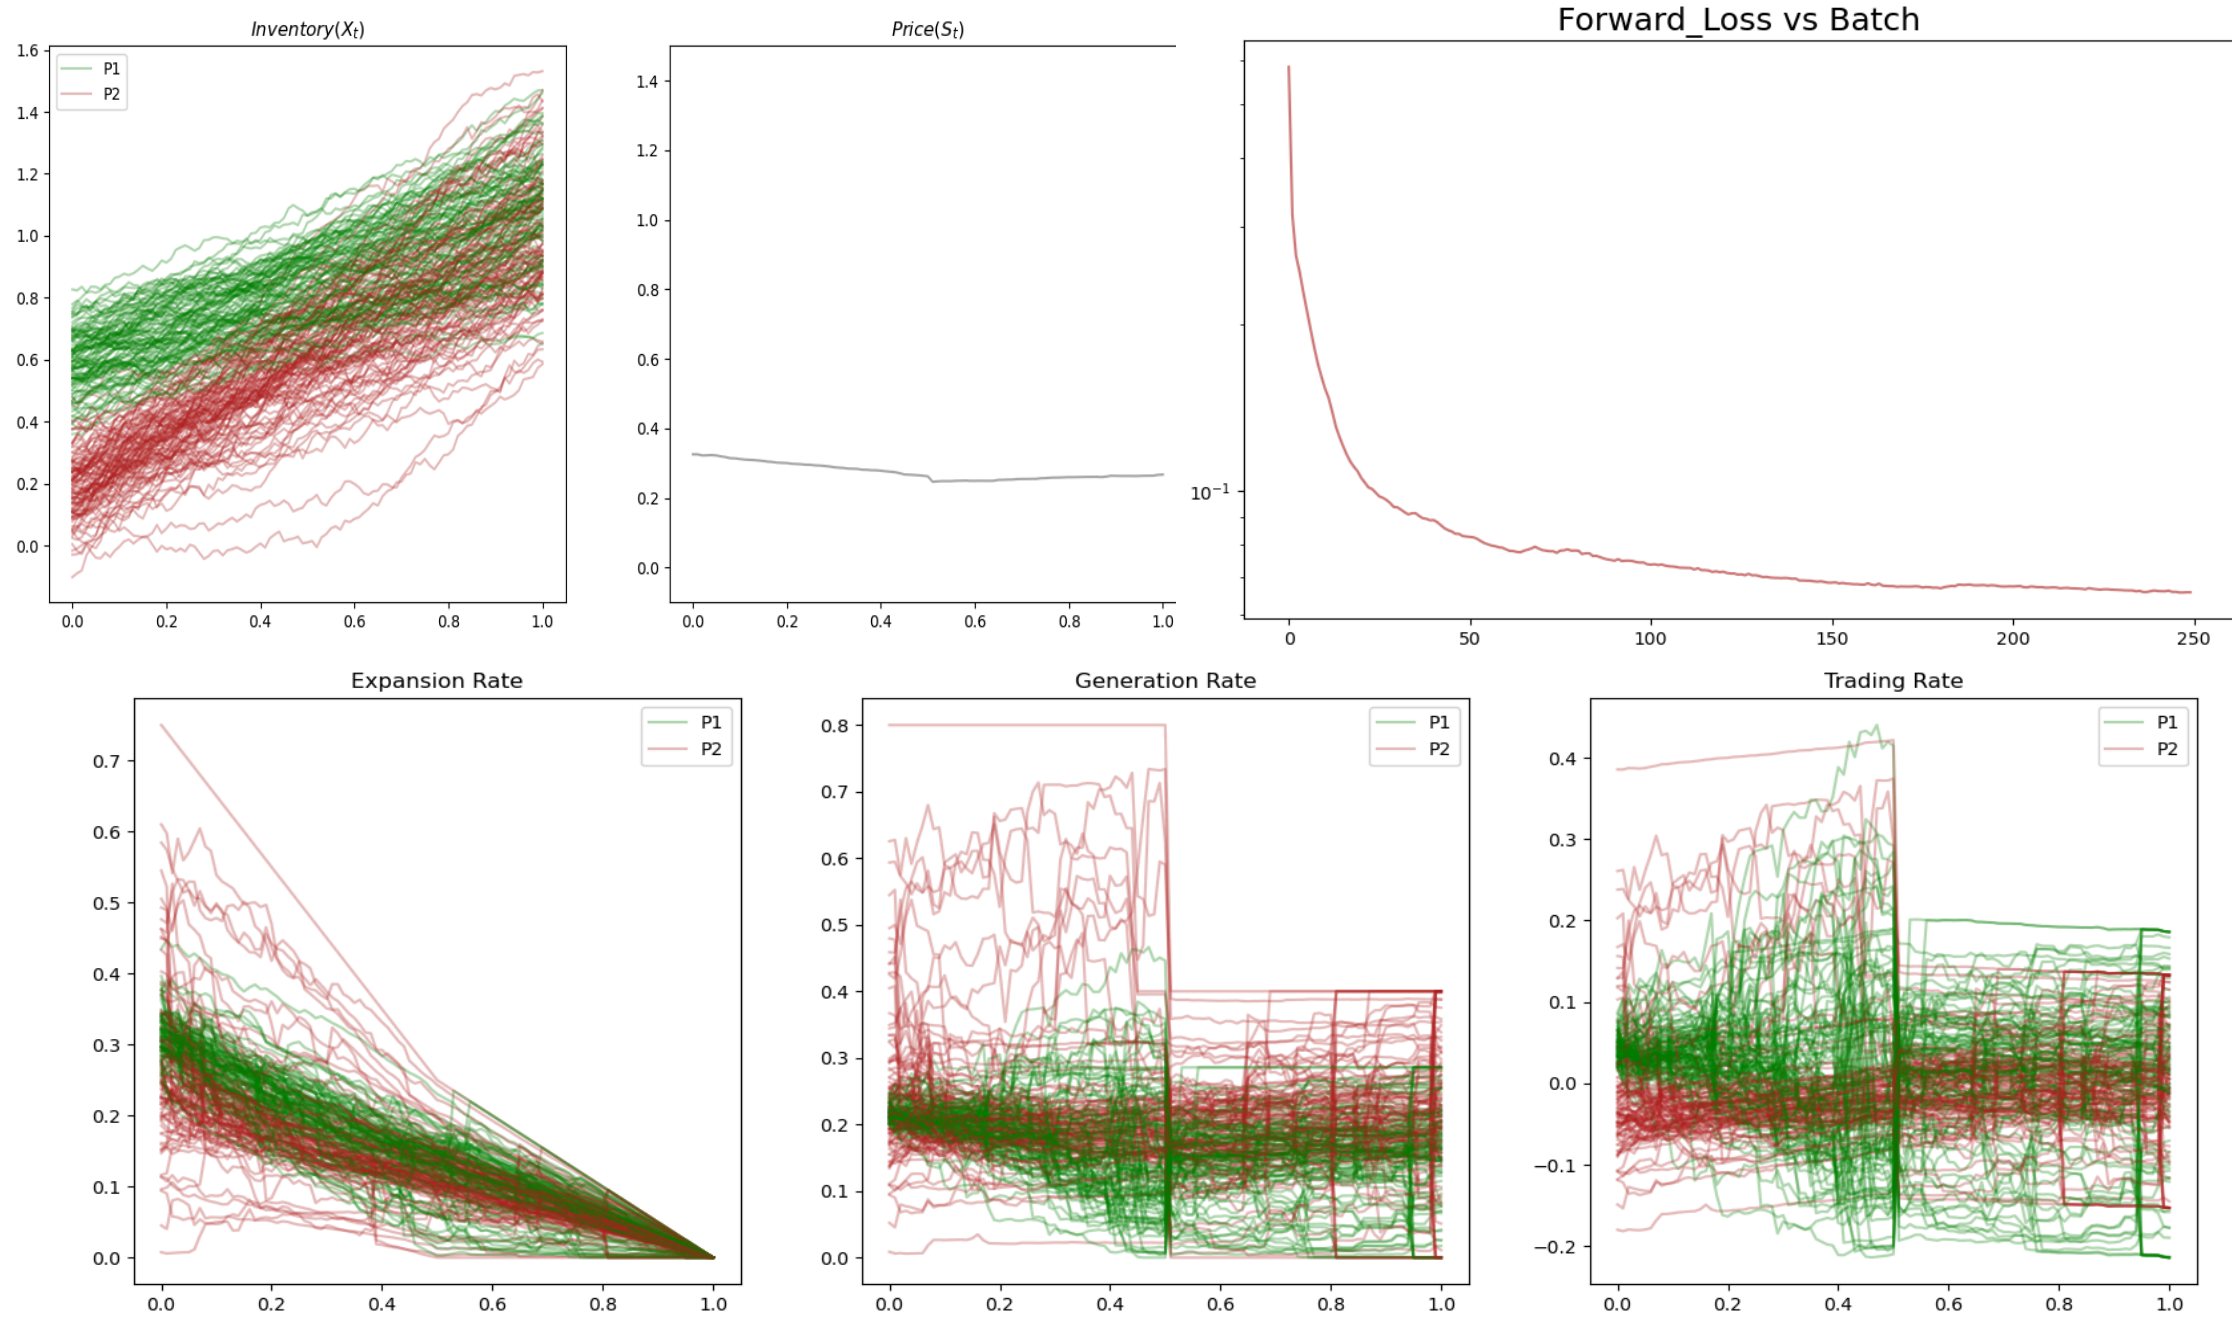 Inventory(X_t)
P1
P2
1.6
1.4
1.2
1.0
0.8
0.6
0.4
0.2
0.0
0.0 0.2 0.4 0.6 0.8 1.0
Price(S_t)
1.4
1.2
1.0
0.8
0.6
0.4
0.2
0.0
0.0 0.2 0.4 0.6 0.8 1.0
Forward_Loss vs Batch
10⁻¹
0 50 100 150 200 250
Expansion Rate
P1
P2
0.7
0.6
0.5
0.4
0.3
0.2
0.1
0.0
0.0 0.2 0.4 0.6 0.8 1.0
Generation Rate
P1
P2
0.8
0.7
0.6
0.5
0.4
0.3
0.2
0.1
0.0
0.0 0.2 0.4 0.6 0.8 1.0
Trading Rate
P1
P2
0.4
0.3
0.2
0.1
0.0
−0.1
−0.2
0.0 0.2 0.4 0.6 0.8 1.0